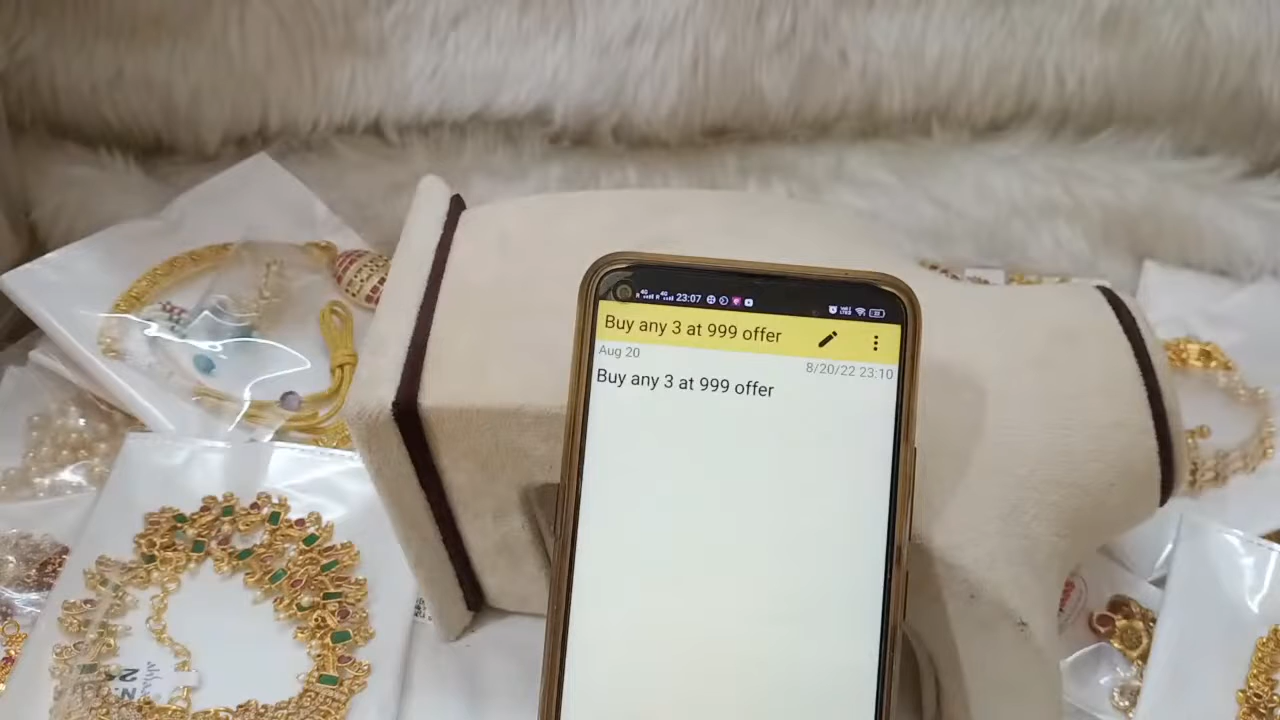 23:07
Buy any 3 at 999 offer
Aug 20
8/20/22 23:10
Buy any 3 at 999 offer